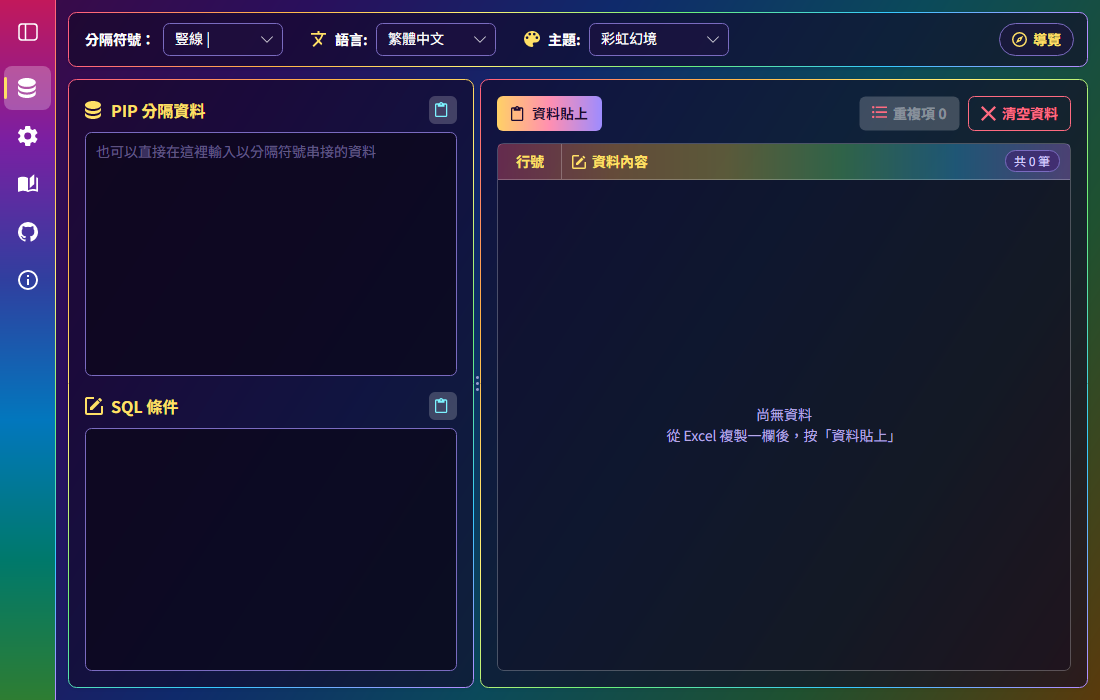 分隔符號： 豎線 | 語言: 繁體中文 主題: 彩虹幻境 導覽
PIP 分隔資料
也可以直接在這裡輸入以分隔符號串接的資料
SQL 條件
資料貼上 重複項 0 清空資料
行號 資料內容 共 0 筆
尚無資料
從 Excel 複製一欄後，按「資料貼上」